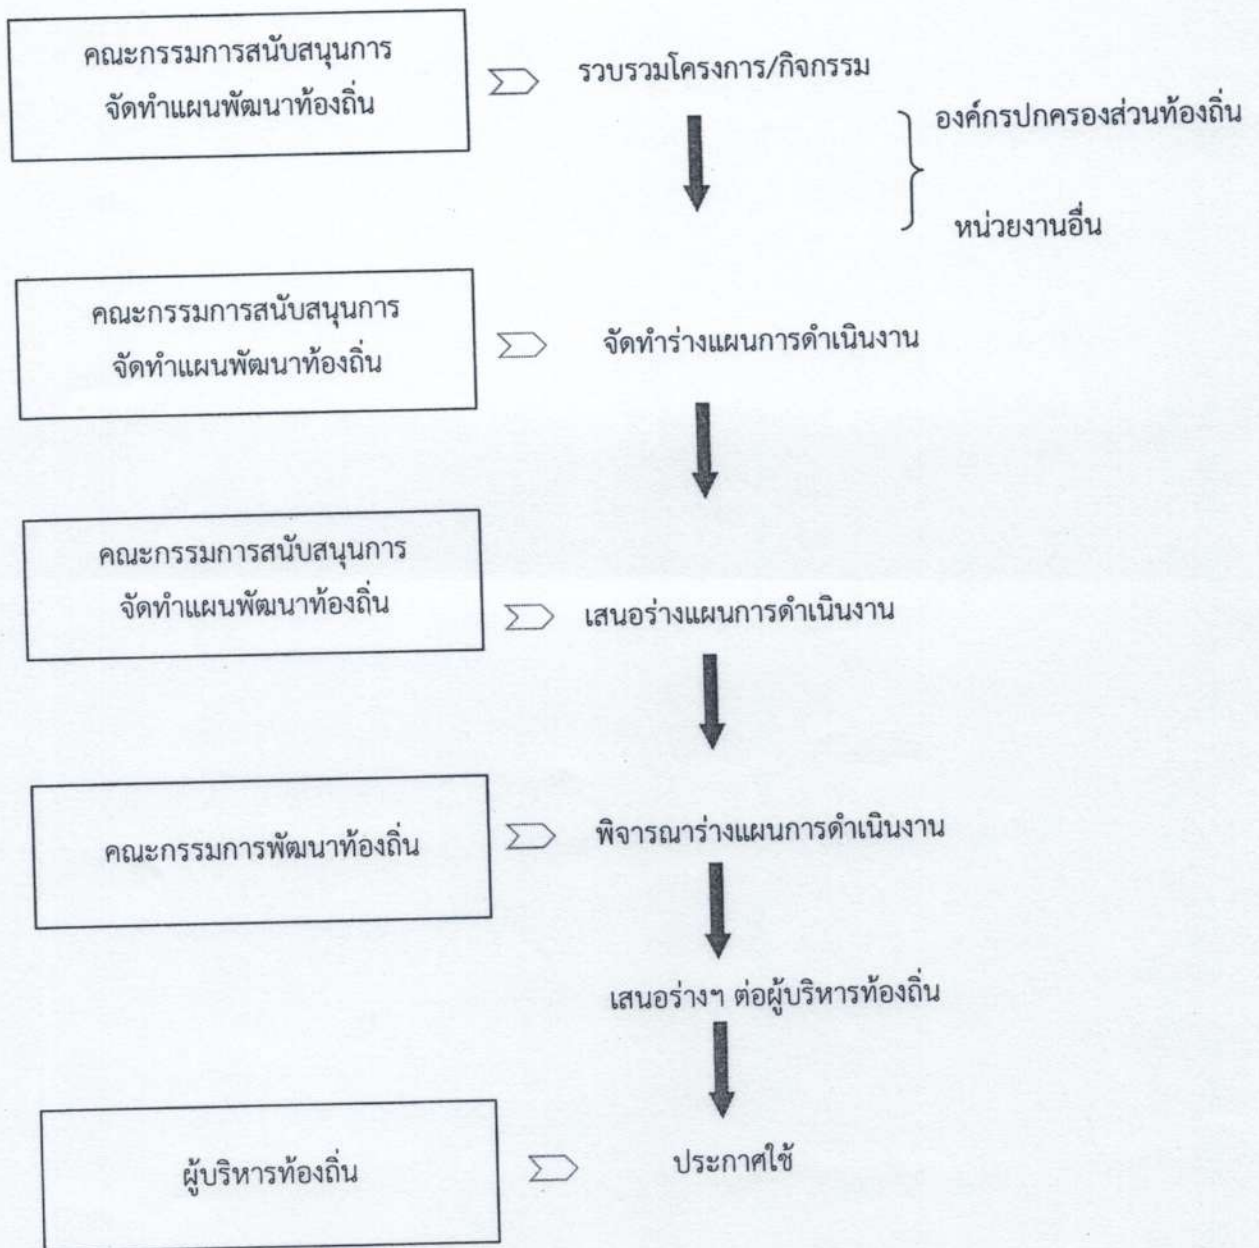 คณะกรรมการสนับสนุนการ
จัดทำแผนพัฒนาท้องถิ่น
รวบรวมโครงการ/กิจกรรม
องค์กรปกครองส่วนท้องถิ่น
หน่วยงานอื่น
คณะกรรมการสนับสนุนการ
จัดทำแผนพัฒนาท้องถิ่น
จัดทำร่างแผนการดำเนินงาน
คณะกรรมการสนับสนุนการ
จัดทำแผนพัฒนาท้องถิ่น
เสนอร่างแผนการดำเนินงาน
คณะกรรมการพัฒนาท้องถิ่น
พิจารณาร่างแผนการดำเนินงาน
เสนอร่างฯ ต่อผู้บริหารท้องถิ่น
ผู้บริหารท้องถิ่น
ประกาศใช้